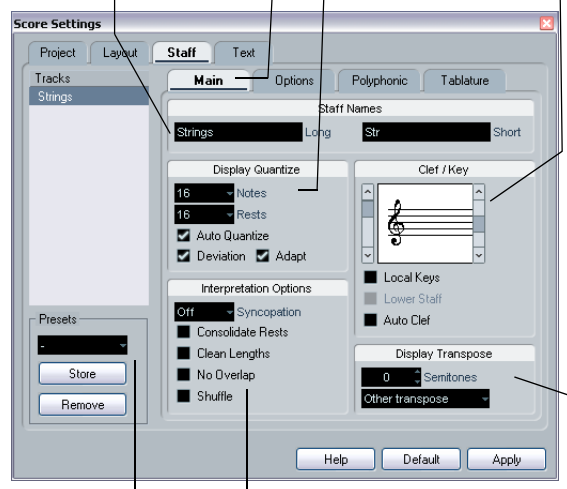 Score Settings
Project Layout Staff Text
Tracks
Strings
Main Options Polyphonic Tablature
Staff Names
Strings Long Str Short
Display Quantize
16 Notes
16 Rests
Auto Quantize
Deviation Adapt
Clef / Key
Local Keys
Lower Staff
Auto Clef
Interpretation Options
Off Syncopation
Consolidate Rests
Clean Lengths
No Overlap
Shuffle
Display Transpose
0 Semitones
Other transpose
Presets
-
Store
Remove
Help Default Apply